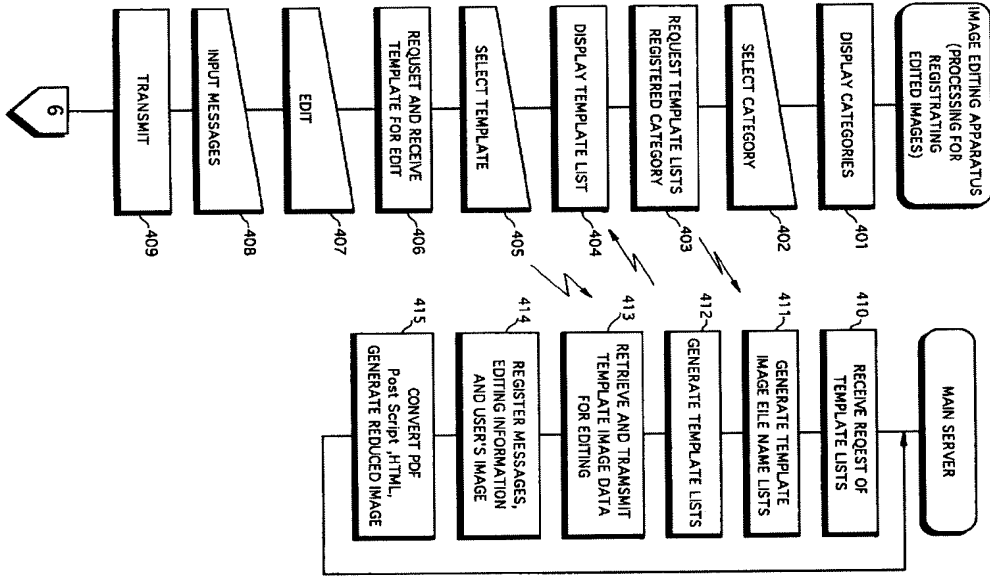 IMAGE EDITING APPARATUS
(PROCESSING FOR
REGISTRATING
EDITED IMAGES)
DISPLAY CATEGORIES
401
SELECT CATEGORY
402
REQUEST TEMPLATE LISTS
REGISTERED CATEGORY
403
DISPLAY TEMPLATE LIST
404
SELECT TEMPLATE
405
REQUSET AND RECEIVE
TEMPLATE FOR EDIT
406
EDIT
407
INPUT MESSAGES
408
TRANSMIT
409
6
MAIN SERVER
410
RECEIVE REQEST OF
TEMPLATE LISTS
411
GENERATE TEMPLATE
IMAGE EILE NAME LISTS
412
GENERATE TEMPLATE LISTS
413
RETRIEVE AND TRAMSMIT
TEMPLATE IMAGE DATA
FOR EDITING
414
REGISTER MESSAGES,
EDITING INFORMATION
AND USER'S IMAGE
415
CONVERT PDF
Post Script ,HTML,
GENERATE REDUCED IMAGE